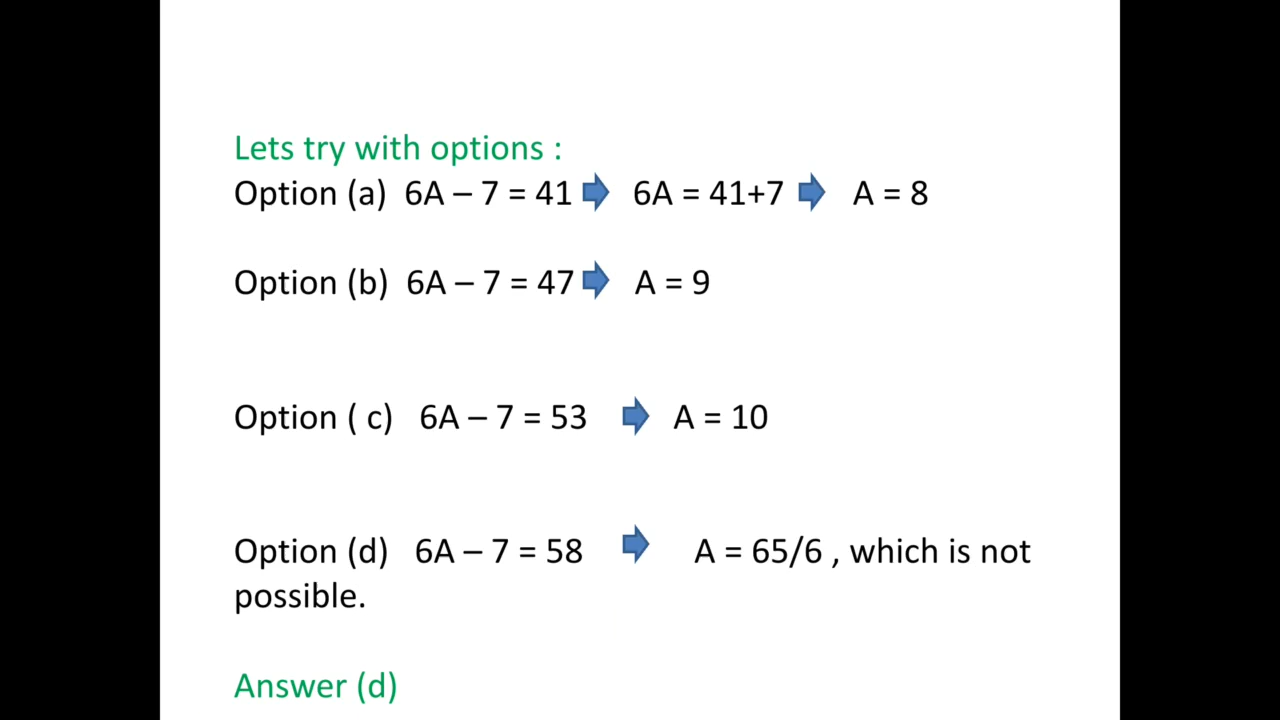 Lets try with options :
Option (a)  6A – 7 = 41  6A = 41+7  A = 8
Option (b)  6A – 7 = 47  A = 9
Option ( c)  6A – 7 = 53  A = 10
Option (d)  6A – 7 = 58  A = 65/6 , which is not
possible.
Answer (d)